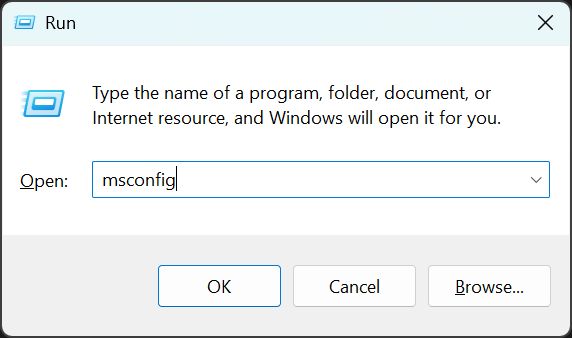 Run
Type the name of a program, folder, document, or
Internet resource, and Windows will open it for you.
Open: msconfig
OK Cancel Browse...